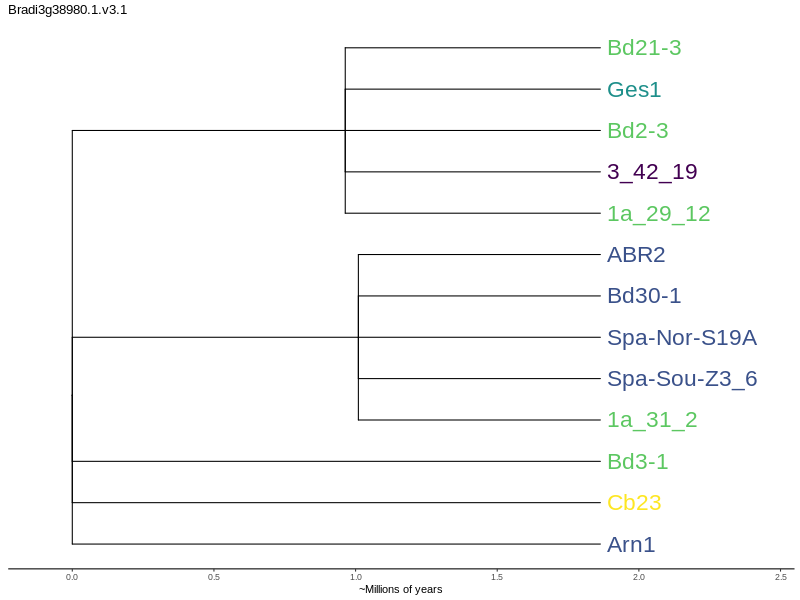 Bradi3g38980.1.v3.1
Bd21-3
Ges1
Bd2-3
3_42_19
1a_29_12
ABR2
Bd30-1
Spa-Nor-S19A
Spa-Sou-Z3_6
1a_31_2
Bd3-1
Cb23
Arn1
0.0 0.5 1.0 1.5 2.0 2.5
~Millions of years